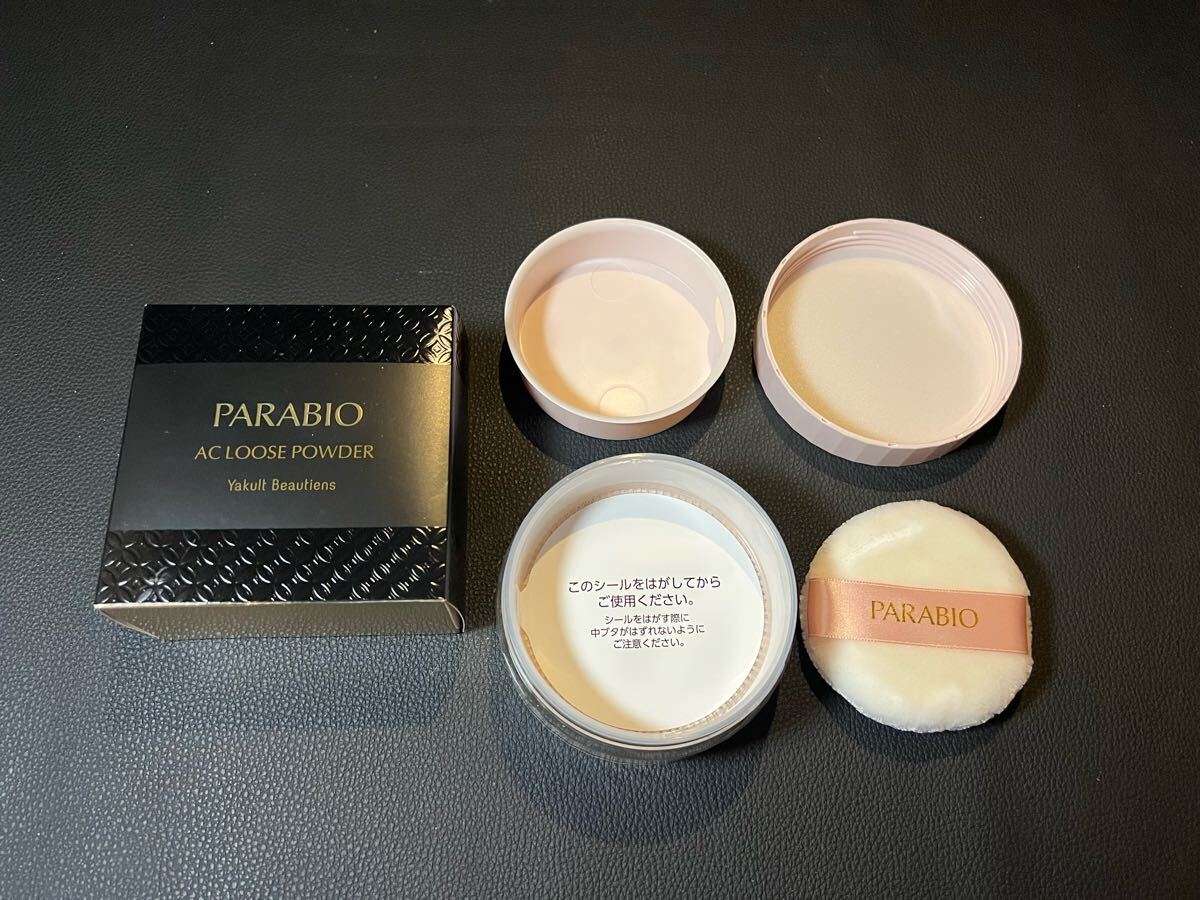 PARABIO
AC LOOSE POWDER
Yakult Beautiens
このシールをはがしてから
ご使用ください。
シールをはがす際に
中ブタがはずれないように
ご注意ください。
PARABIO